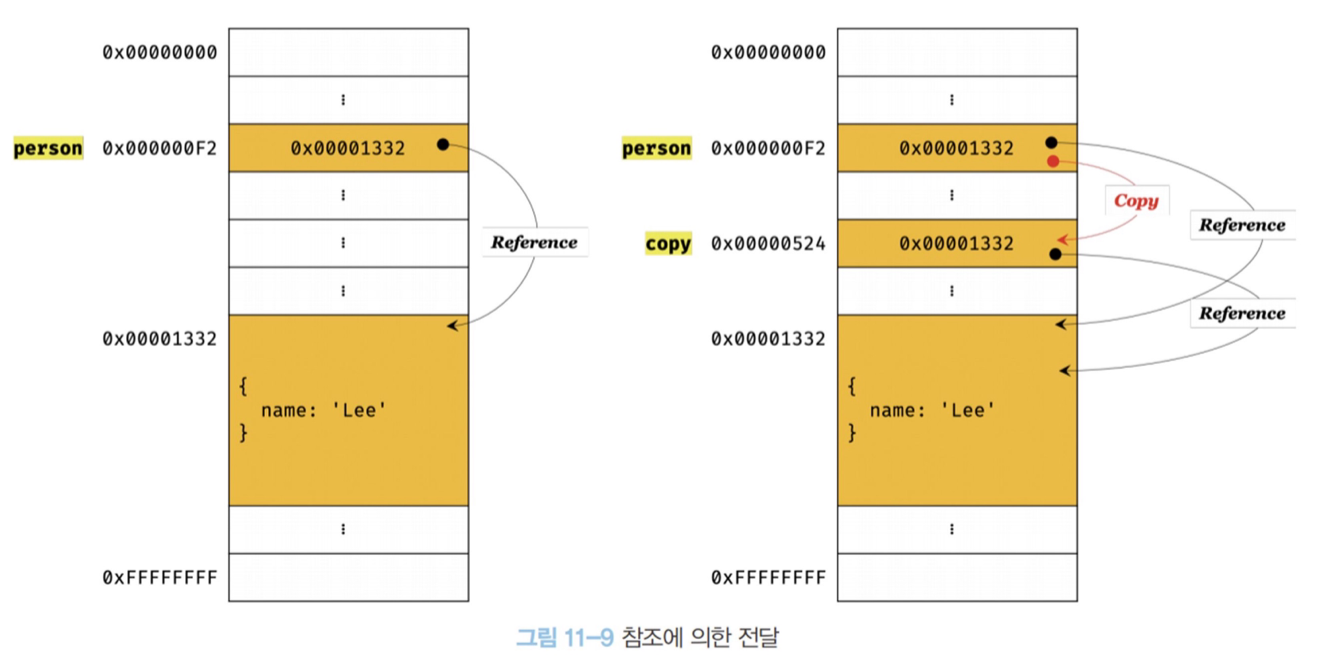 0x00000000
⋮
person 0x000000F2 0x00001332
⋮
⋮
Reference
⋮
0x00001332
{
name: 'Lee'
}
⋮
0xFFFFFFFF
0x00000000
⋮
person 0x000000F2 0x00001332
⋮
Copy
Reference
copy 0x00000524 0x00001332
⋮
Reference
0x00001332
{
name: 'Lee'
}
⋮
0xFFFFFFFF
그림 11-9 참조에 의한 전달